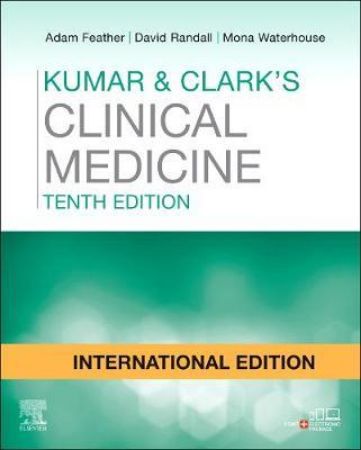 Adam Feather | David Randall | Mona Waterhouse
KUMAR & CLARK'S
CLINICAL
MEDICINE
TENTH EDITION
INTERNATIONAL EDITION
ELSEVIER